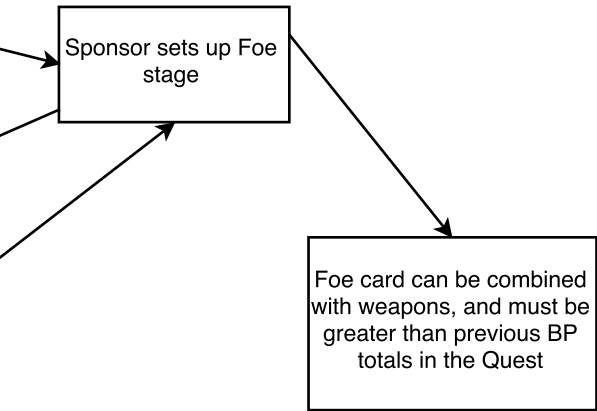 Sponsor sets up Foe
stage
Foe card can be combined
with weapons, and must be
greater than previous BP
totals in the Quest